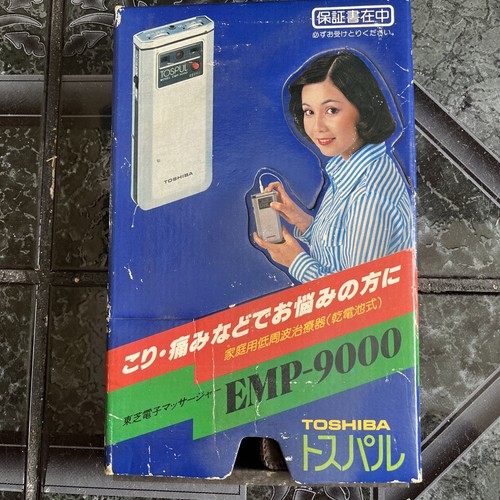 保証書在中
必ずお受けとりください。
TOSPUL
TOSHIBA
こり・痛みなどでお悩みの方に
家庭用低周波治療器(乾電池式)
東芝電子マッサージャー EMP-9000
TOSHIBA
トスパル